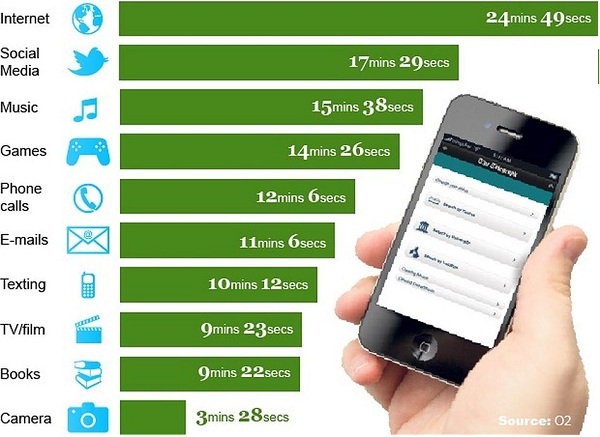 Internet
24mins 49secs
Social
Media
17mins 29secs
Music
15mins 38secs
Games
14mins 26secs
Phone
calls
12mins 6secs
E-mails
11mins 6secs
Texting
10mins 12secs
TV/film
9mins 23secs
Books
9mins 22secs
Camera
3mins 28secs
Source: O2